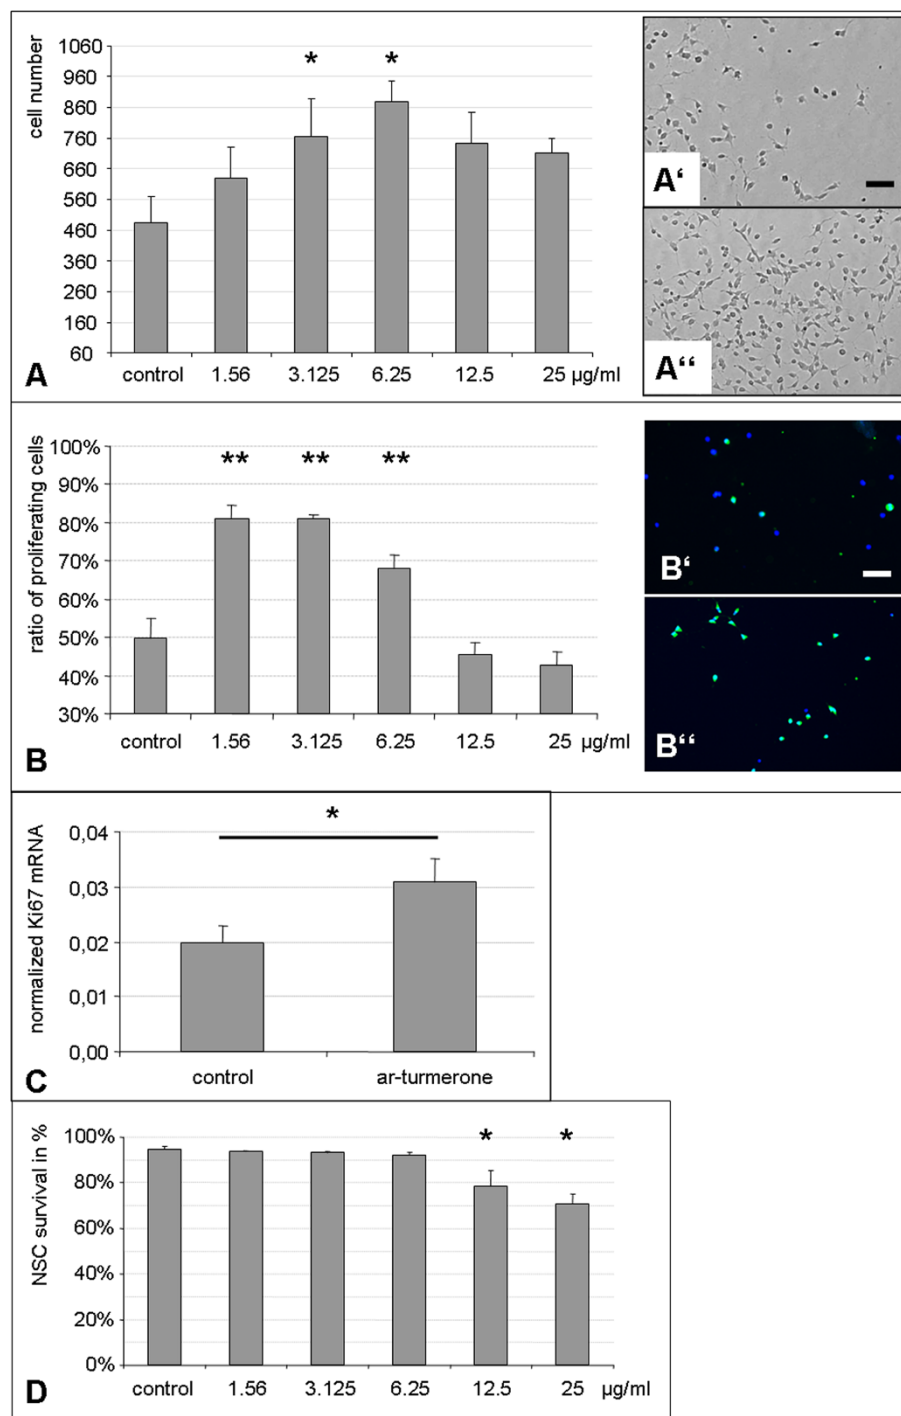 cell number
1060
960
860
760
660
560
460
360
260
160
60
* *
control 1.56 3.125 6.25 12.5 25 µg/ml
A
A‘
A‘‘
ratio of proliferating cells
100%
90%
80%
70%
60%
50%
40%
30%
** ** **
control 1.56 3.125 6.25 12.5 25 µg/ml
B
B‘
B‘‘
normalized Ki67 mRNA
0,04
0,03
0,02
0,01
0,00
*
control ar-turmerone
C
NSC survival in %
100%
80%
60%
40%
20%
0%
* *
control 1.56 3.125 6.25 12.5 25 µg/ml
D